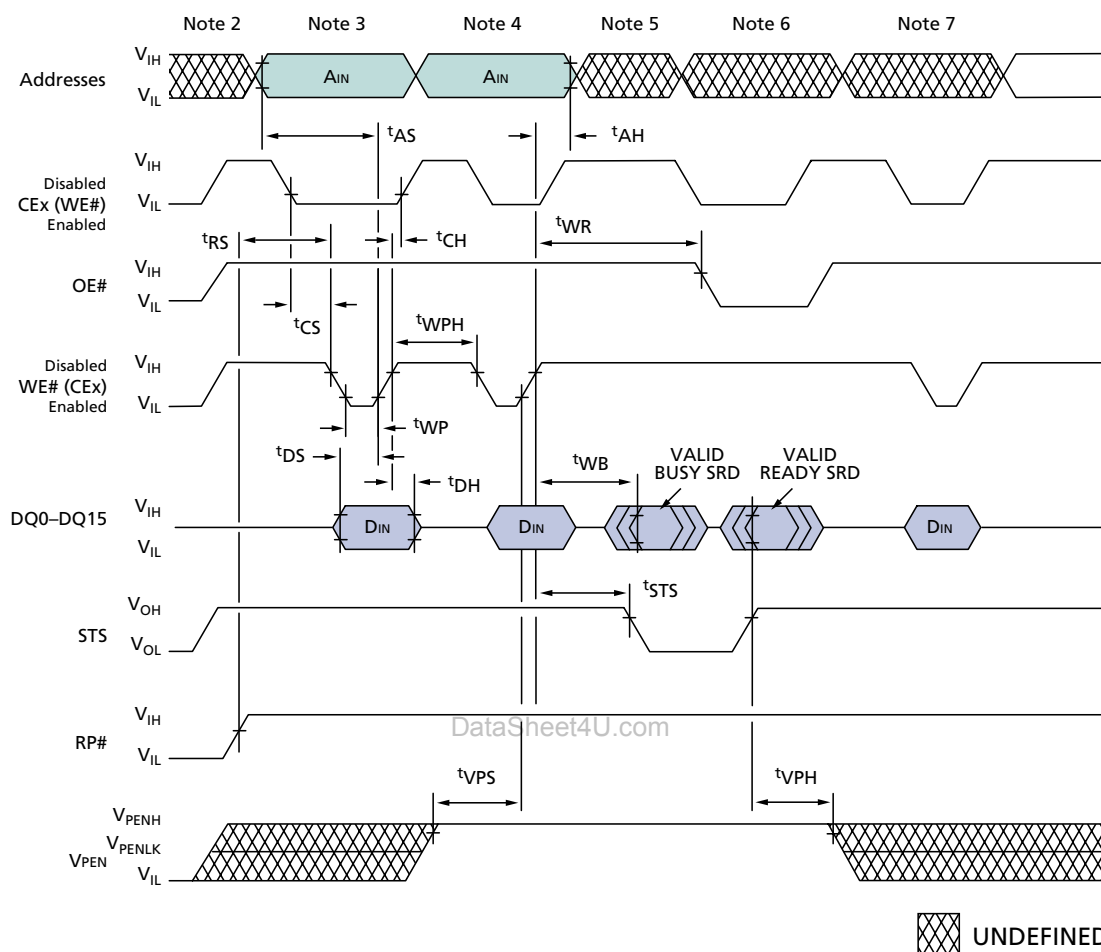 Note 2 Note 3 Note 4 Note 5 Note 6 Note 7
Addresses
VIH
VIL
AIN AIN
tAS tAH
Disabled
CEx (WE#)
Enabled
VIH
VIL
tRS tCH tWR
OE#
VIH
VIL
tCS tWPH
Disabled
WE# (CEx)
Enabled
VIH
VIL
tWP
tDS tDH tWB
VALID
BUSY SRD
VALID
READY SRD
DQ0–DQ15
VIH
VIL
DIN DIN DIN
tSTS
STS
VOH
VOL
RP#
VIH
VIL
DataSheet4U.com
tVPS tVPH
VPEN
VPENH
VPENLK
VIL
UNDEFINED